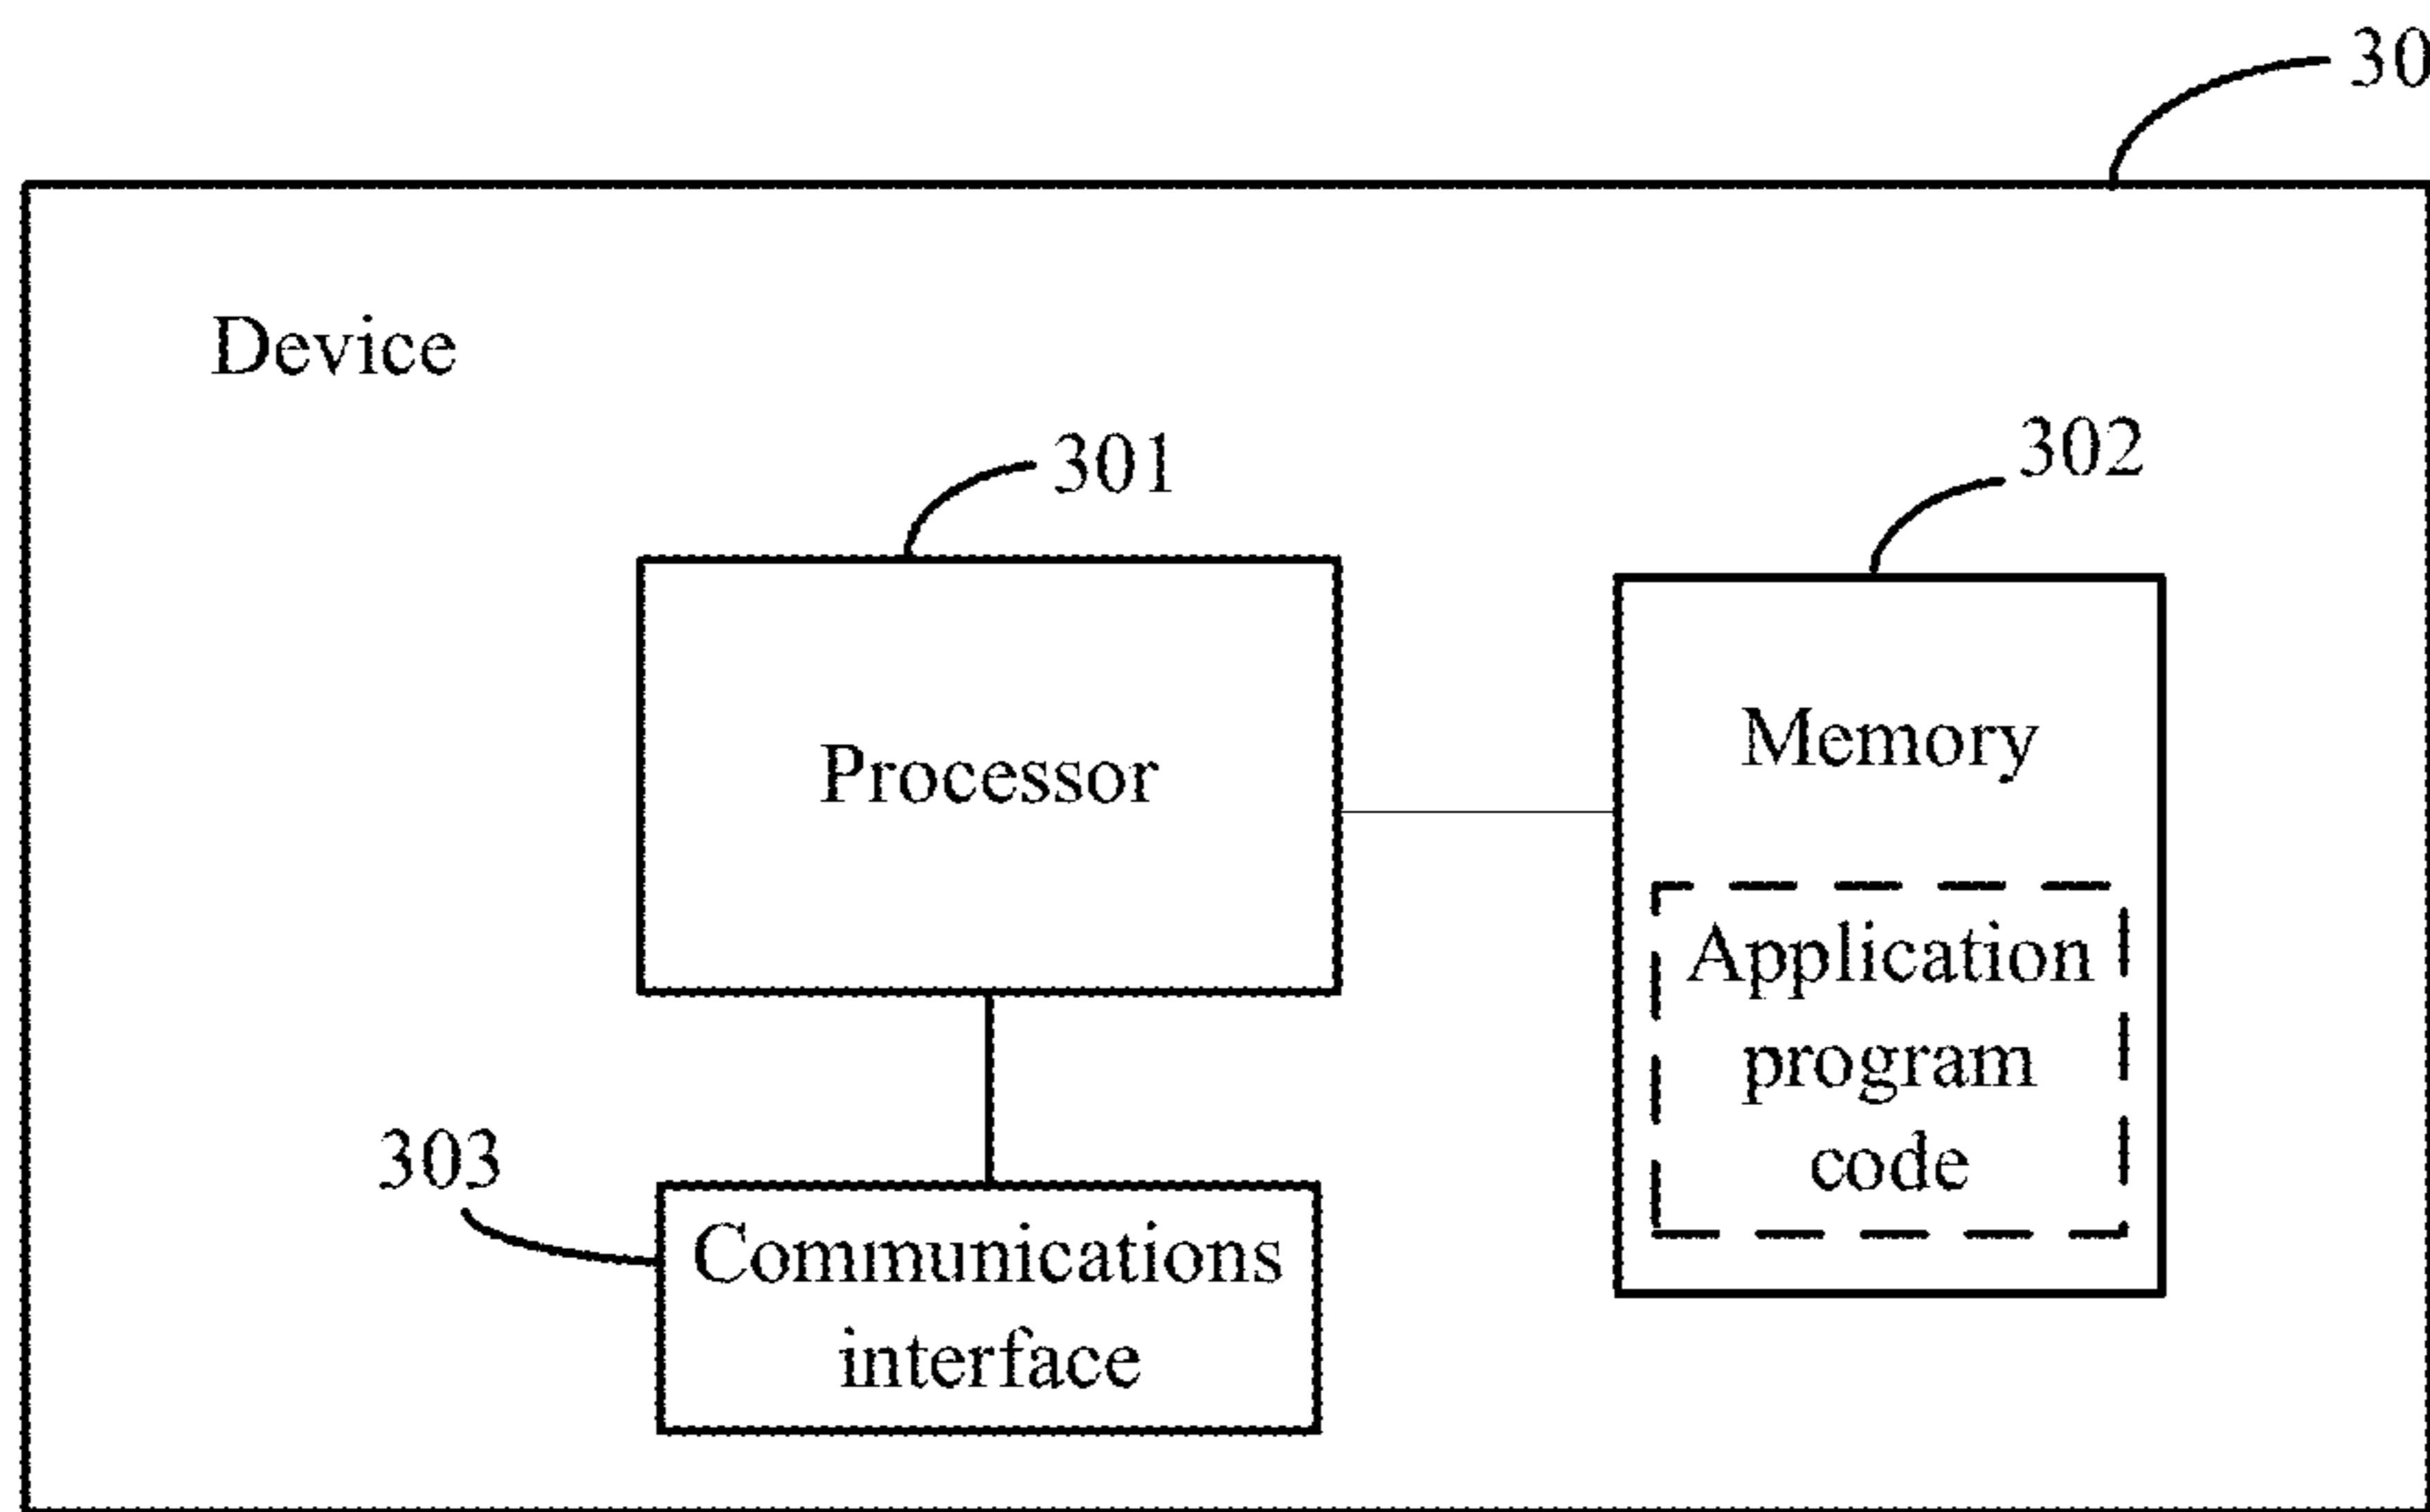 30
Device
301
302
Processor
Memory
Application
program
code
303
Communications
interface